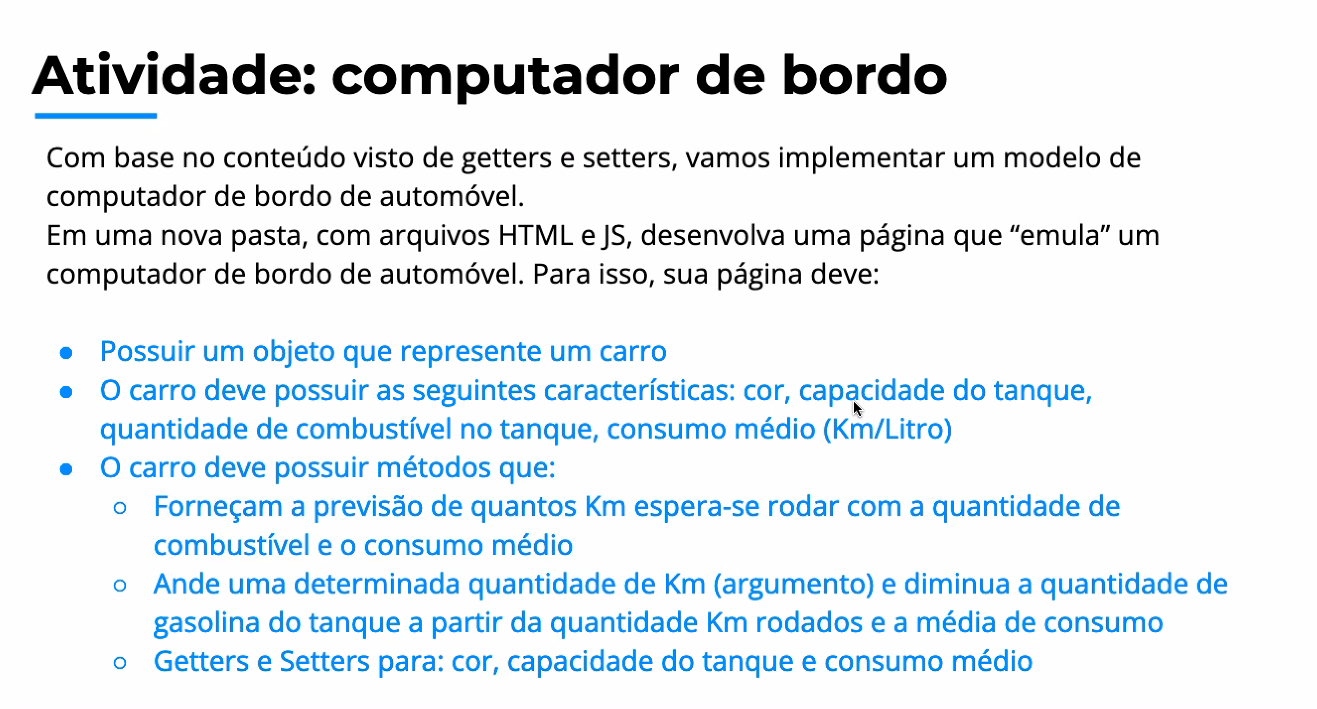 Atividade: computador de bordo
Com base no conteúdo visto de getters e setters, vamos implementar um modelo de
computador de bordo de automóvel.
Em uma nova pasta, com arquivos HTML e JS, desenvolva uma página que “emula” um
computador de bordo de automóvel. Para isso, sua página deve:
● Possuir um objeto que represente um carro
● O carro deve possuir as seguintes características: cor, capacidade do tanque,
quantidade de combustível no tanque, consumo médio (Km/Litro)
● O carro deve possuir métodos que:
○ Forneçam a previsão de quantos Km espera-se rodar com a quantidade de
combustível e o consumo médio
○ Ande uma determinada quantidade de Km (argumento) e diminua a quantidade de
gasolina do tanque a partir da quantidade Km rodados e a média de consumo
○ Getters e Setters para: cor, capacidade do tanque e consumo médio